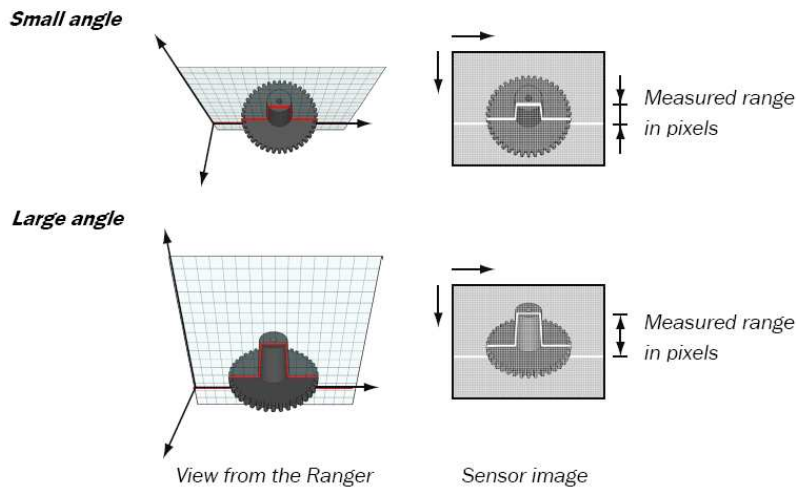 Small angle
Measured range
in pixels
Large angle
Measured range
in pixels
View from the Ranger
Sensor image